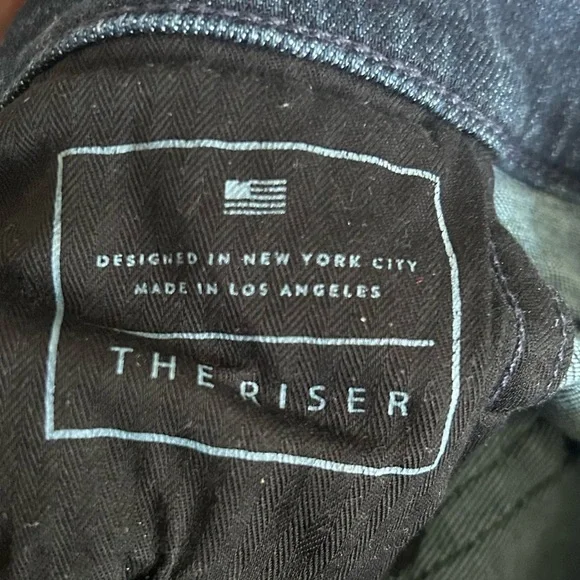 DESIGNED IN NEW YORK CITY
MADE IN LOS ANGELES
THE RISER